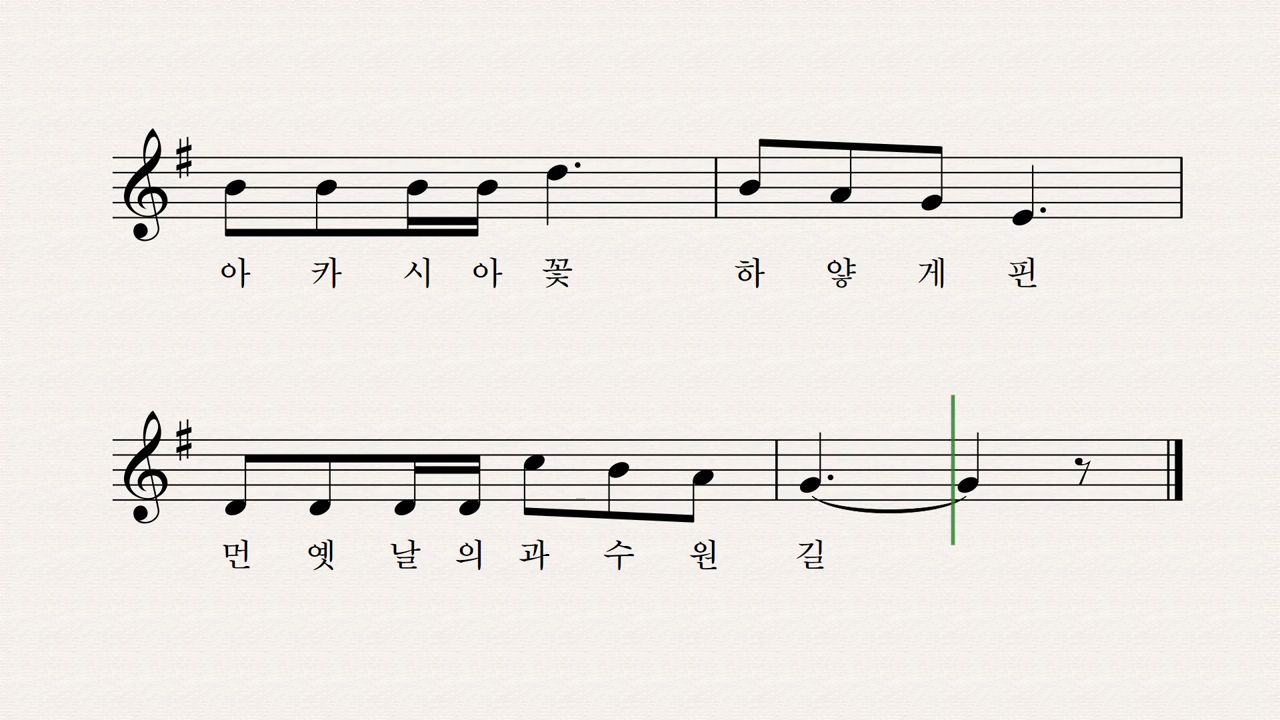 아 카 시 아 꽃 하 얗 게 핀
먼 옛 날 의 과 수 원 길